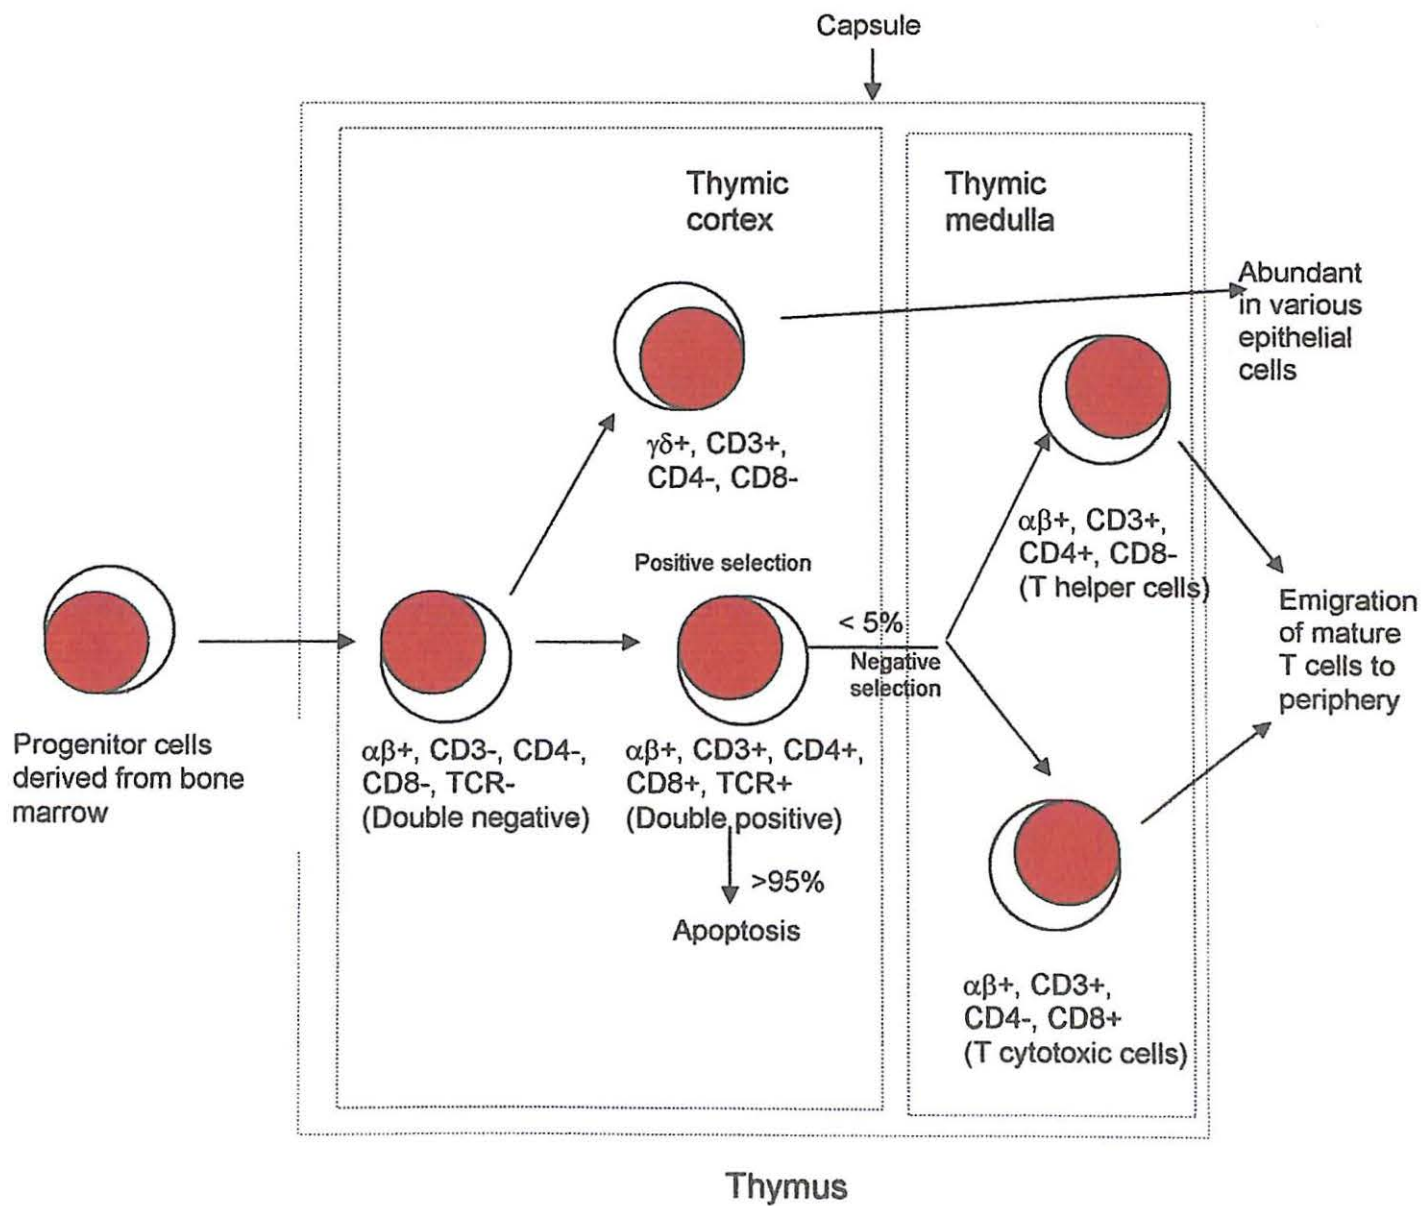 Capsule
Thymic
cortex
Thymic
medulla
Abundant
in various
epithelial
cells
γδ+, CD3+,
CD4-, CD8-
αβ+, CD3+,
CD4+, CD8-
(T helper cells)
Positive selection
< 5%
Negative
selection
Emigration
of mature
T cells to
periphery
Progenitor cells
derived from bone
marrow
αβ+, CD3-, CD4-,
CD8-, TCR-
(Double negative)
αβ+, CD3+, CD4+,
CD8+, TCR+
(Double positive)
>95%
Apoptosis
αβ+, CD3+,
CD4-, CD8+
(T cytotoxic cells)
Thymus